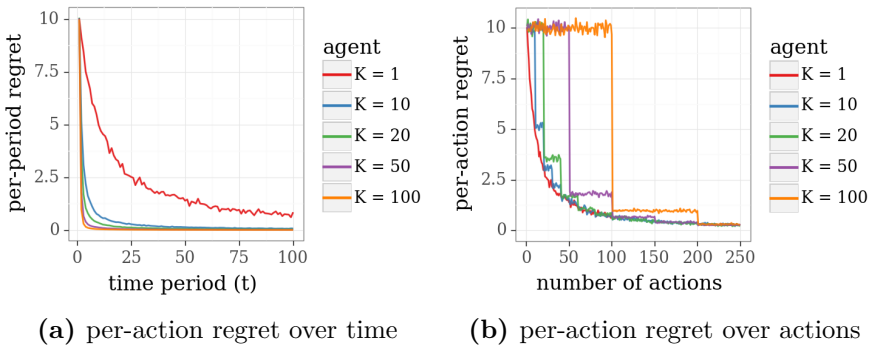 per-period regret
10
7.5
5
2.5
0
0
25
50
75
100
time period (t)
agent
K = 1
K = 10
K = 20
K = 50
K = 100
(a) per-action regret over time
per-action regret
10
7.5
5
2.5
0
0
50
100
150
200
250
number of actions
agent
K = 1
K = 10
K = 20
K = 50
K = 100
(b) per-action regret over actions